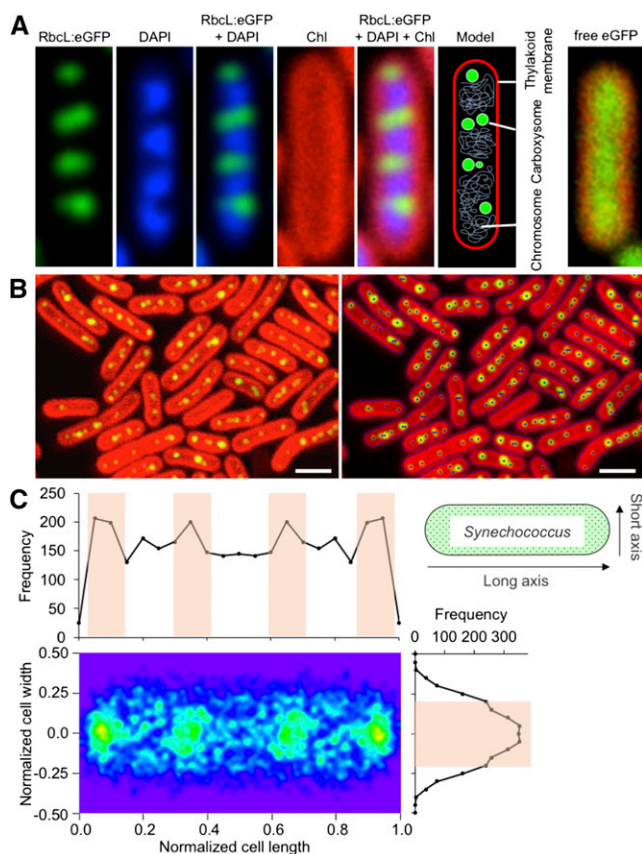 A
RbcL:eGFP
DAPI
RbcL:eGFP
+ DAPI
Chl
RbcL:eGFP
+ DAPI + Chl
Model
Thylakoid
membrane
Carboxysome
Chromosome
free eGFP
B
C
Frequency
250
200
150
100
50
0
Synechococcus
Short axis
Long axis
Frequency
0 100 200 300
Normalized cell width
0.50
0.25
0.0
-0.25
-0.50
0.0 0.2 0.4 0.6 0.8 1.0
Normalized cell length